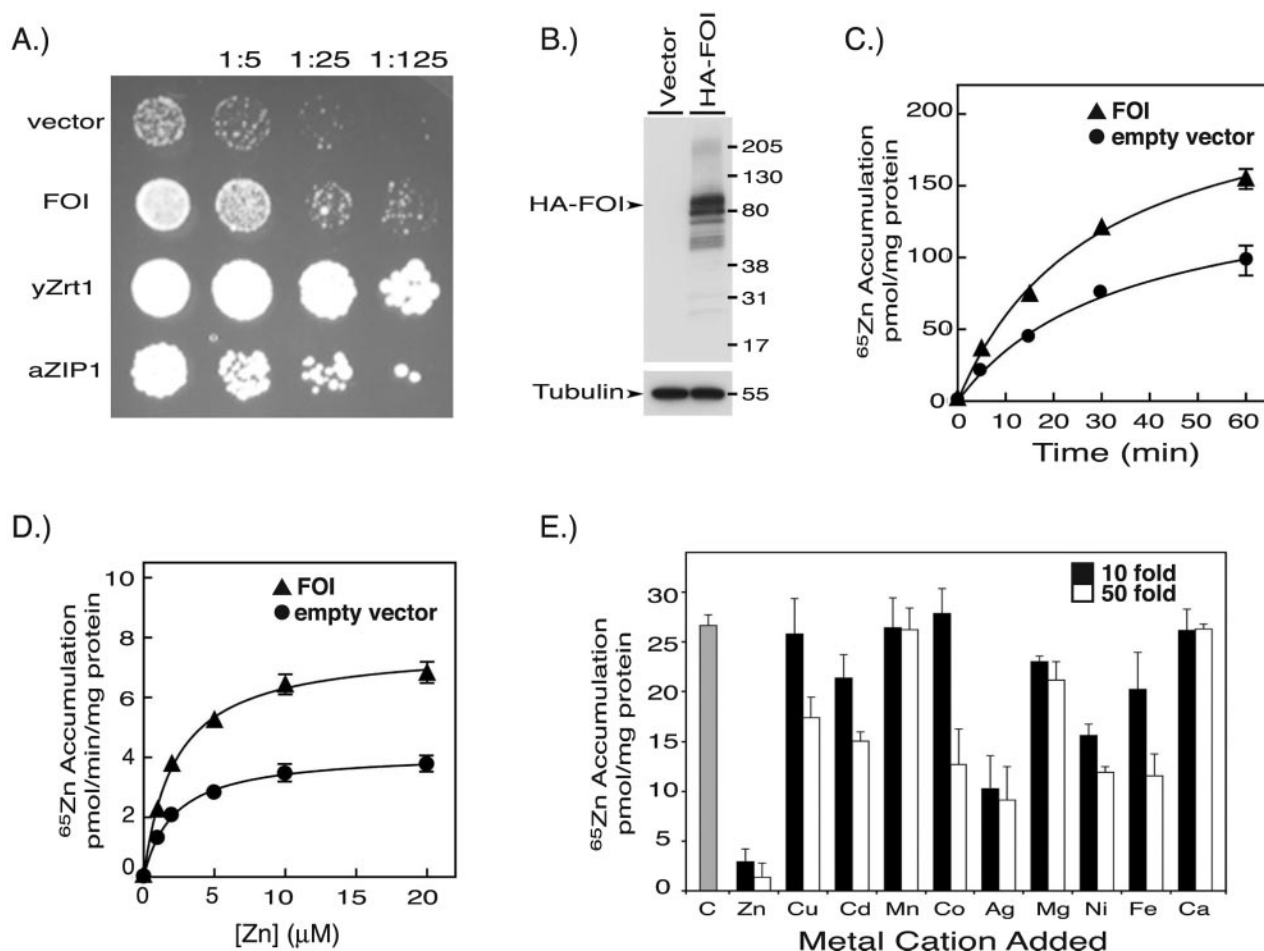 A.)
1:5 1:25 1:125
vector
FOI
yZrt1
aZIP1
B.)
Vector
HA-FOI
HA-FOI
205
130
80
38
31
17
Tubulin
55
C.)
FOI
empty vector
⁶⁵Zn Accumulation
pmol/mg protein
200
150
100
50
0
0 10 20 30 40 50 60
Time (min)
D.)
FOI
empty vector
⁶⁵Zn Accumulation
pmol/min/mg protein
10
8
6
4
2
0
0 5 10 15 20
[Zn] (μM)
E.)
10 fold
50 fold
⁶⁵Zn Accumulation
pmol/mg protein
30
25
20
15
10
5
0
C Zn Cu Cd Mn Co Ag Mg Ni Fe Ca
Metal Cation Added